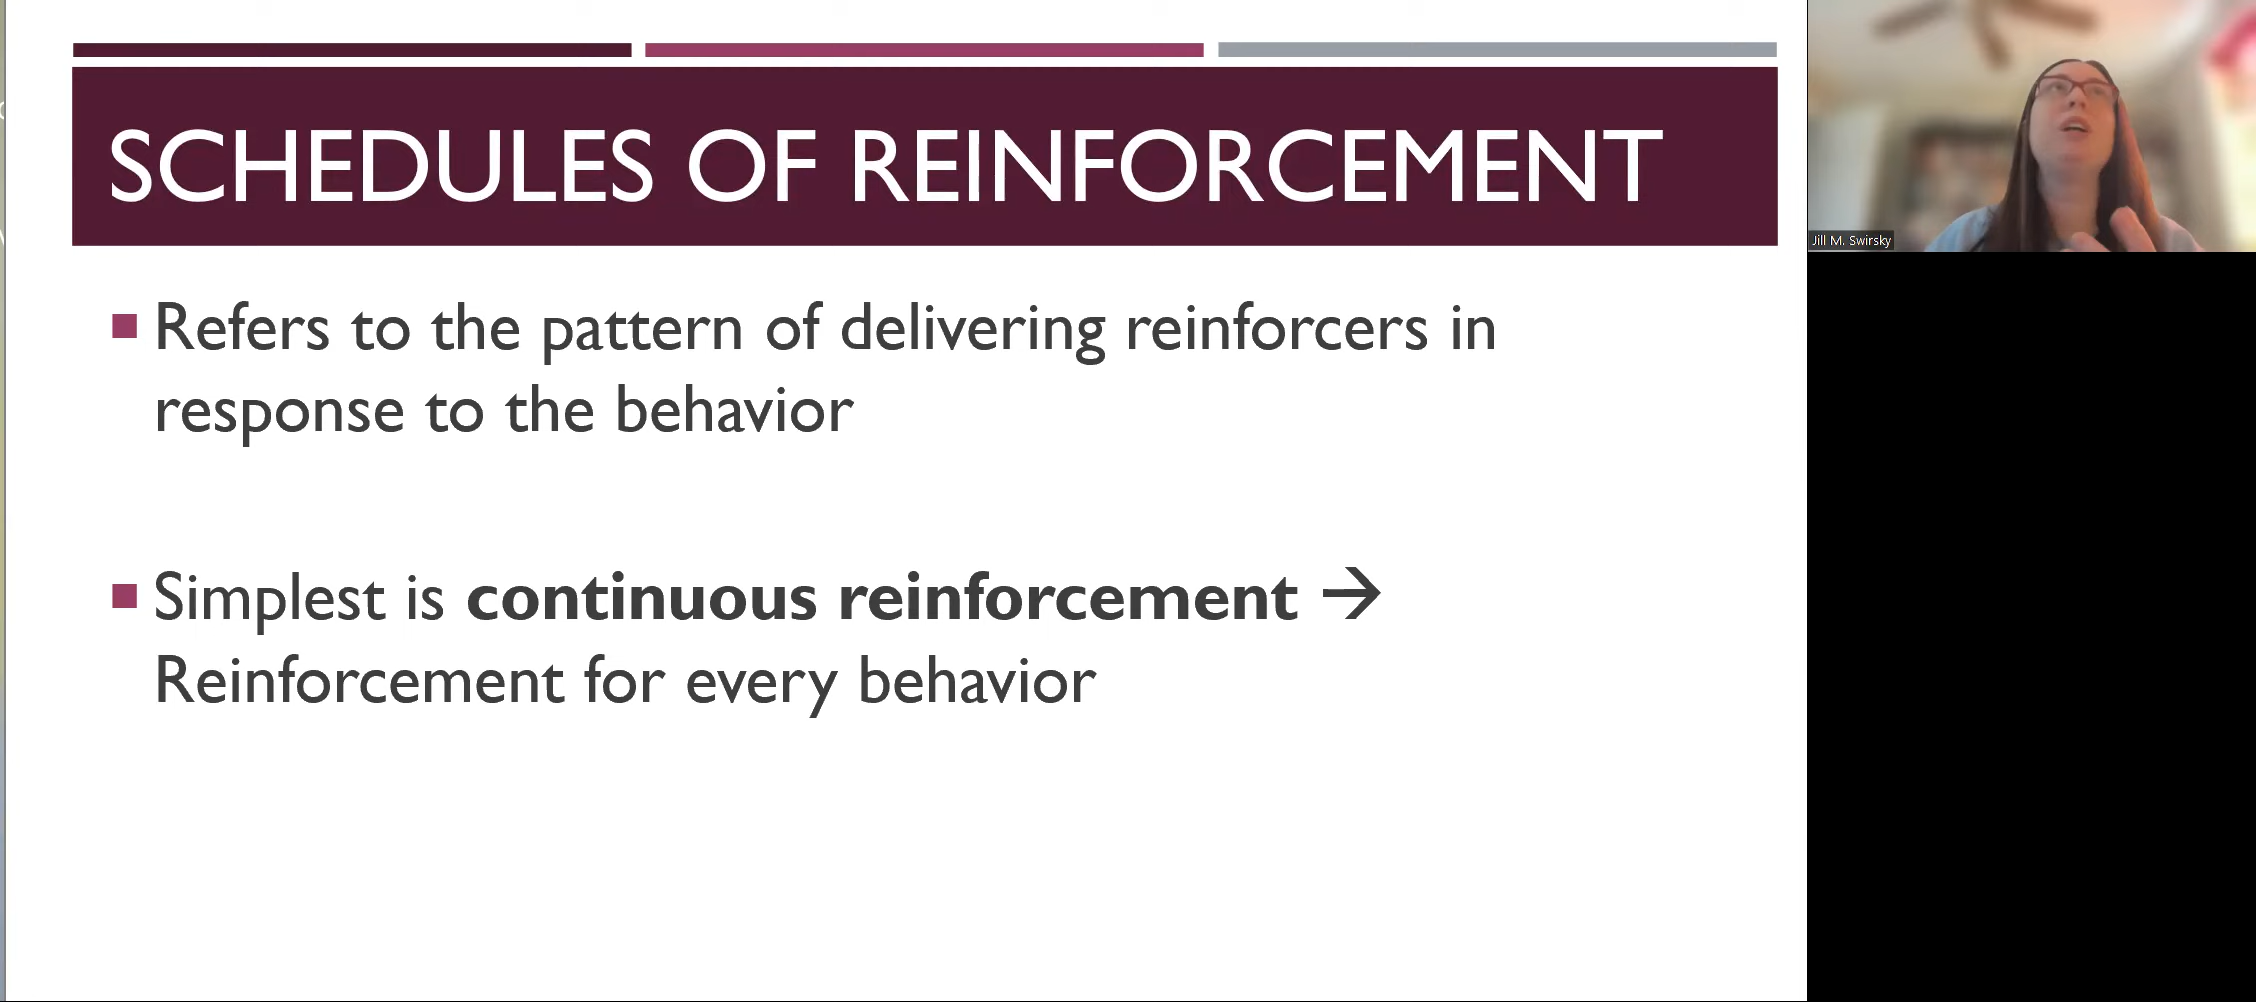 SCHEDULES OF REINFORCEMENT
Refers to the pattern of delivering reinforcers in
response to the behavior
Simplest is continuous reinforcement →
Reinforcement for every behavior
Jill M. Swirsky